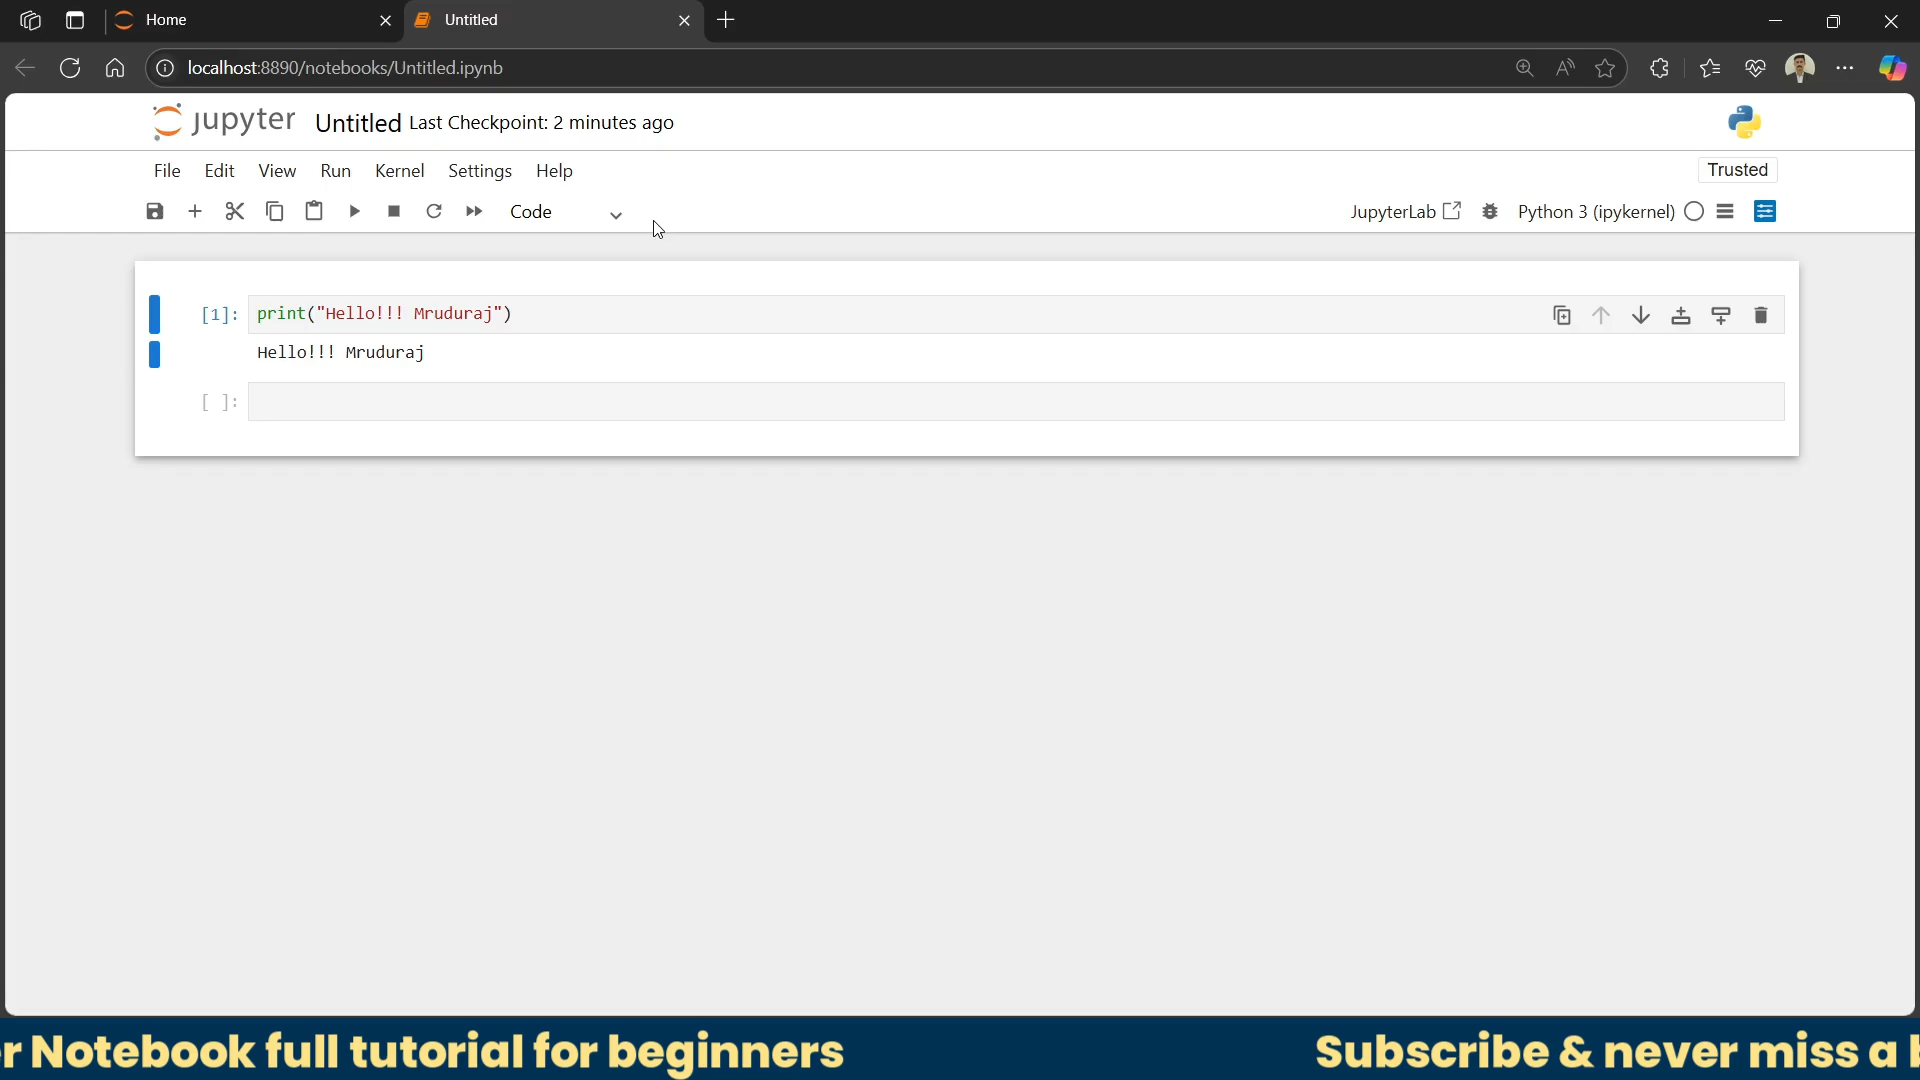 Home
Untitled
localhost:8890/notebooks/Untitled.ipynb
jupyter Untitled Last Checkpoint: 2 minutes ago
File Edit View Run Kernel Settings Help
Trusted
Code
JupyterLab
Python 3 (ipykernel)
[1]: print("Hello!!! Mruduraj")
Hello!!! Mruduraj
[ ]:
r Notebook full tutorial for beginners
Subscribe & never miss a